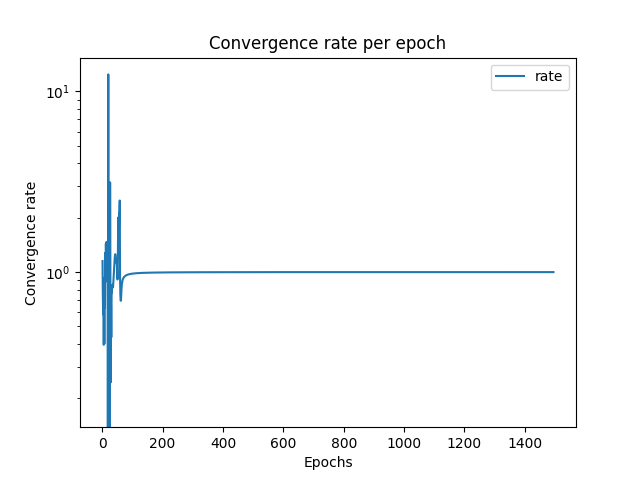 Convergence rate per epoch
rate
Convergence rate
10¹
10⁰
0 200 400 600 800 1000 1200 1400
Epochs